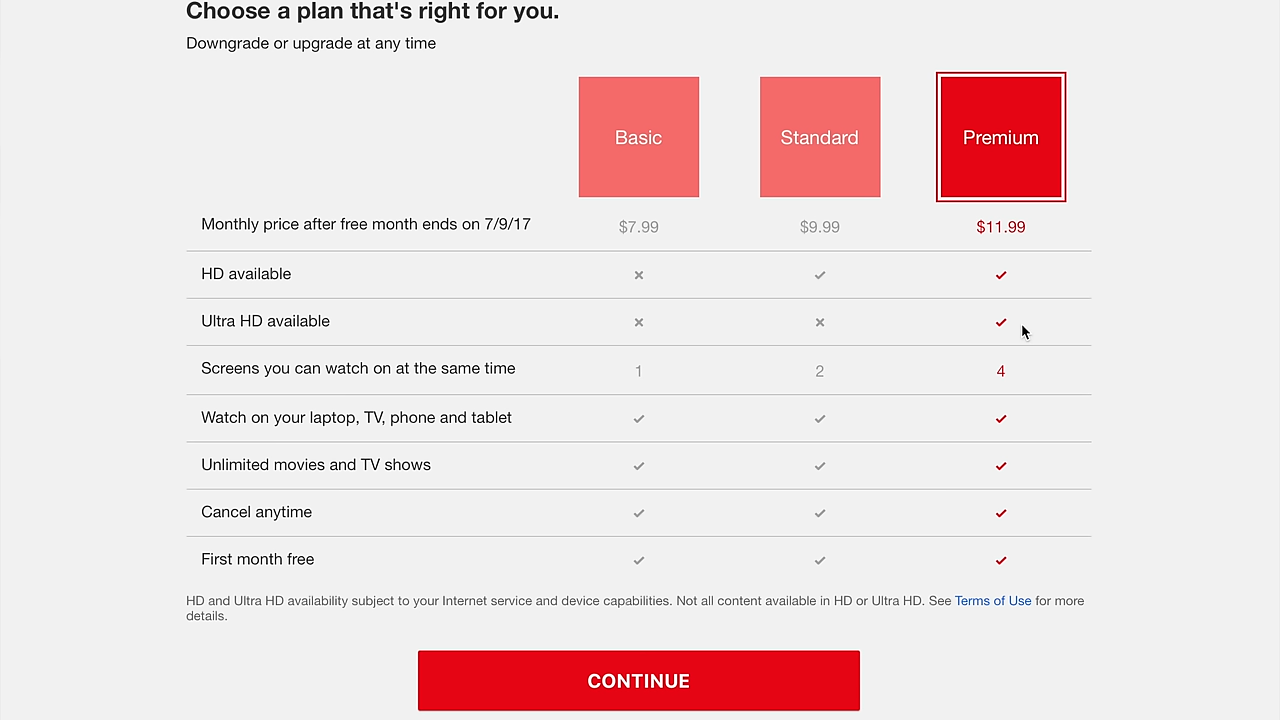 Choose a plan that's right for you.
Downgrade or upgrade at any time
Basic Standard Premium
Monthly price after free month ends on 7/9/17 $7.99 $9.99 $11.99
HD available
Ultra HD available
Screens you can watch on at the same time 1 2 4
Watch on your laptop, TV, phone and tablet
Unlimited movies and TV shows
Cancel anytime
First month free
HD and Ultra HD availability subject to your Internet service and device capabilities. Not all content available in HD or Ultra HD. See Terms of Use for more
details.
CONTINUE